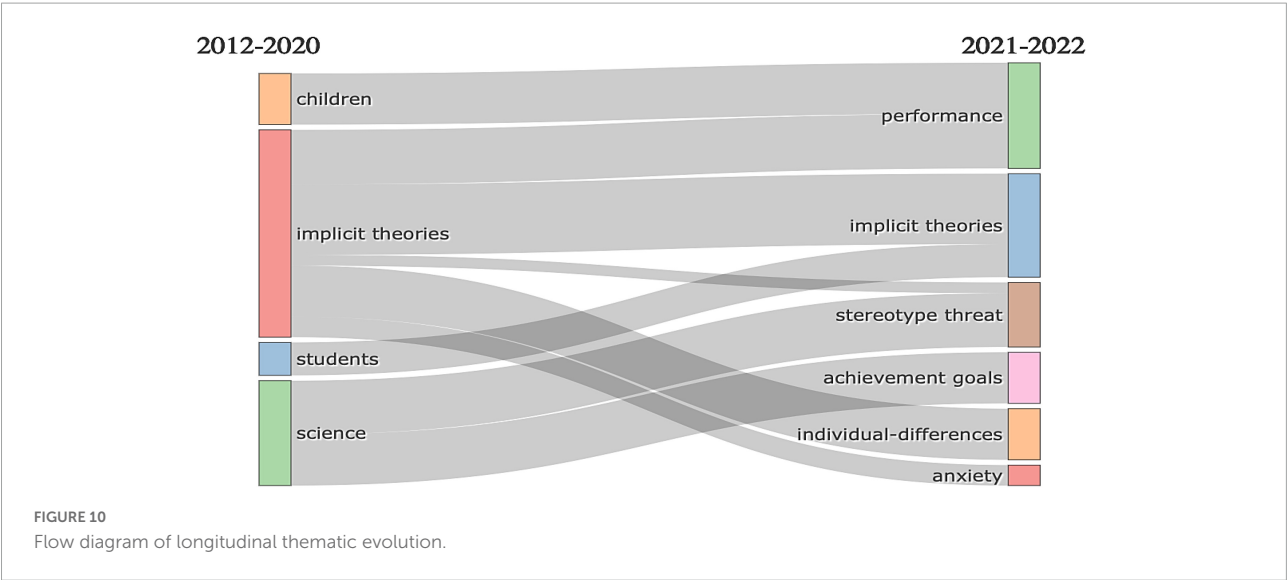 2012-2020
2021-2022
children
implicit theories
students
science
performance
implicit theories
stereotype threat
achievement goals
individual-differences
anxiety
FIGURE 10
Flow diagram of longitudinal thematic evolution.